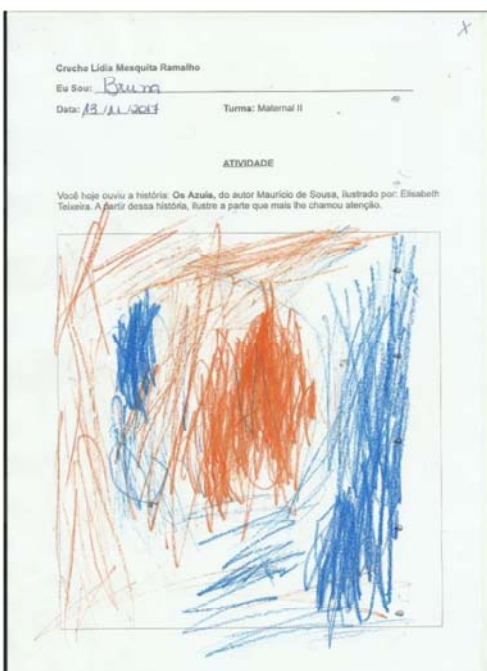 Creche Lidia Mesquita Ramalho
Eu Sou: Bruna
Data: 13/11/2017 Turma: Maternal II
ATIVIDADE
Você hoje ouviu a história: Os Azuis, do autor Mauricio de Sousa, ilustrado por: Elisabeth
Teixeira. A partir dessa história, ilustre a parte que mais lhe chamou atenção.